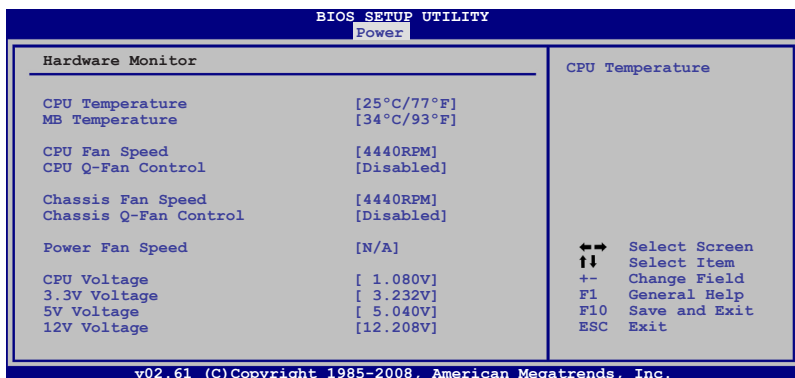 BIOS SETUP UTILITY
Power
Hardware Monitor
CPU Temperature [25°C/77°F]
MB Temperature [34°C/93°F]
CPU Fan Speed [4440RPM]
CPU Q-Fan Control [Disabled]
Chassis Fan Speed [4440RPM]
Chassis Q-Fan Control [Disabled]
Power Fan Speed [N/A]
CPU Voltage [ 1.080V]
3.3V Voltage [ 3.232V]
5V Voltage [ 5.040V]
12V Voltage [12.208V]
CPU Temperature
←→ Select Screen
↑↓ Select Item
+- Change Field
F1 General Help
F10 Save and Exit
ESC Exit
v02.61 (C)Copyright 1985-2008, American Megatrends, Inc.